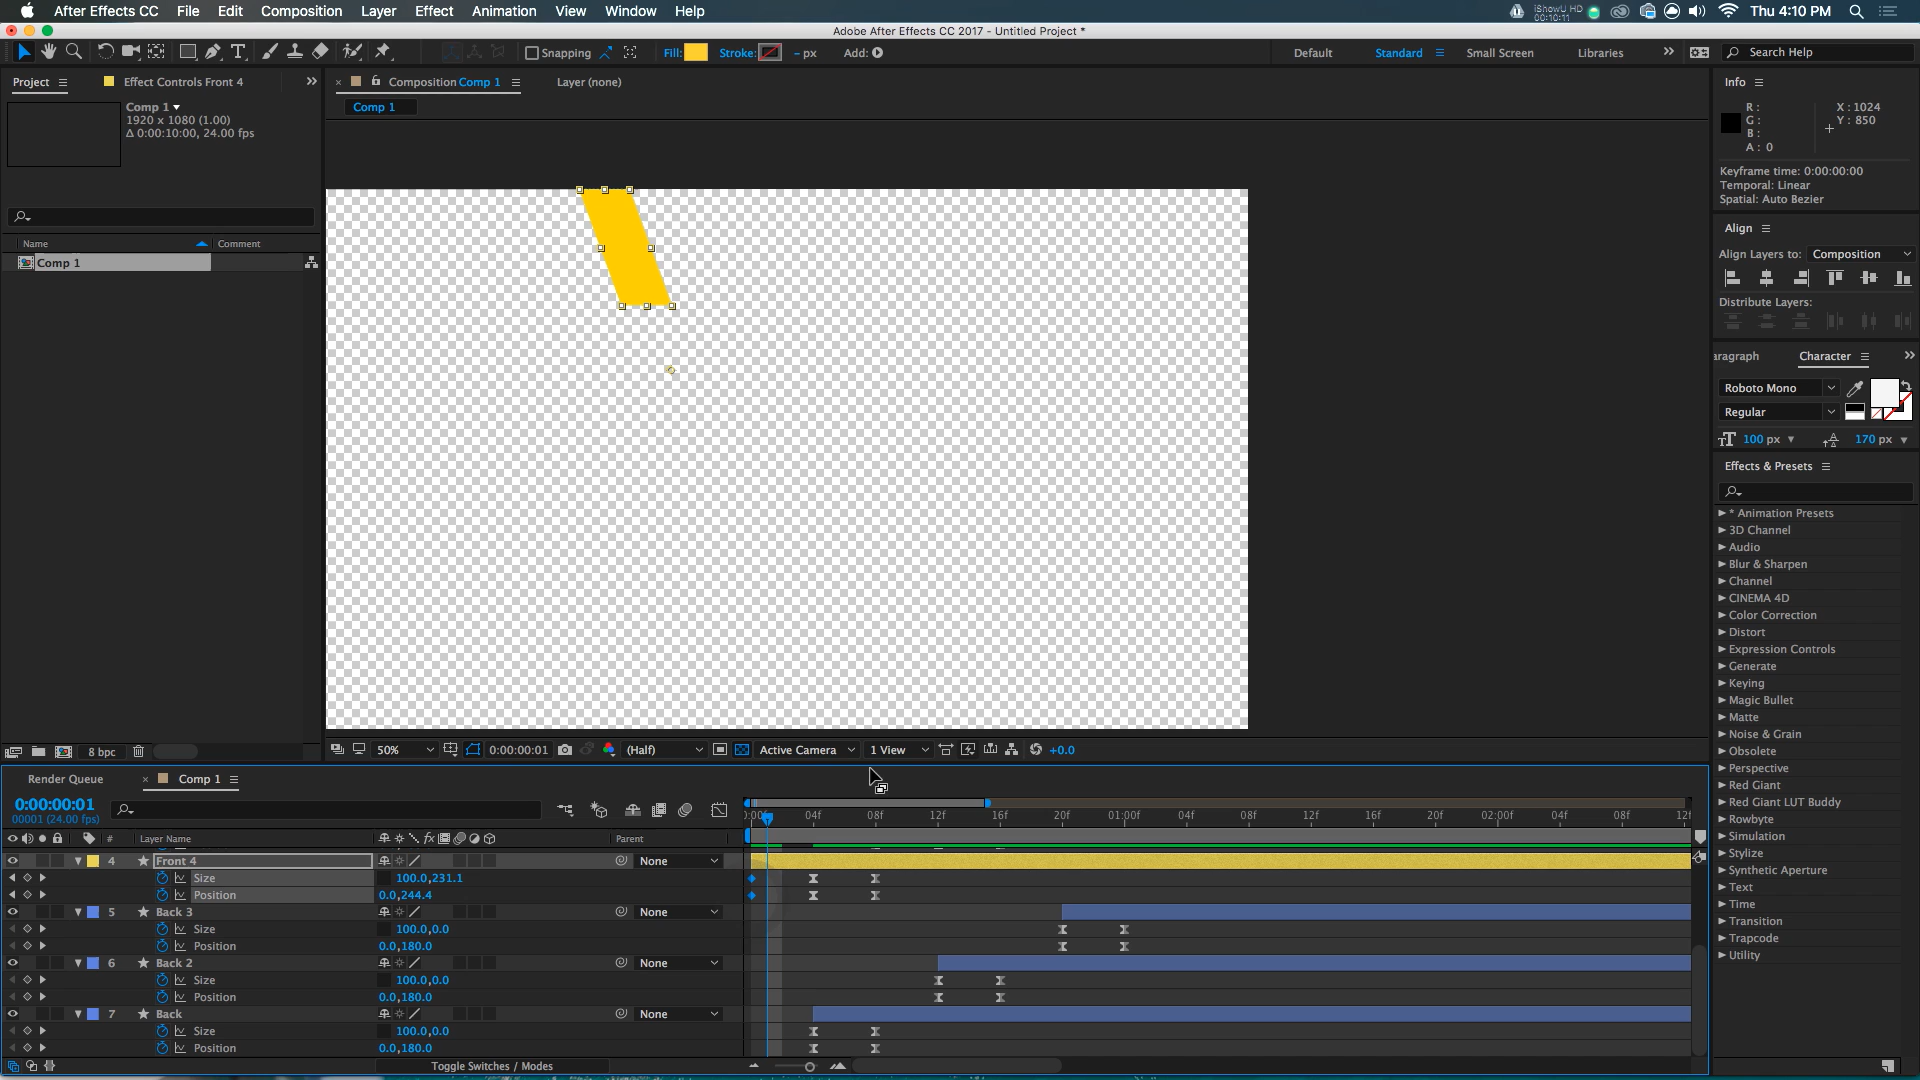 After Effects CC File Edit Composition Layer Effect Animation View Window Help
iShowU HD
00:10:11
Thu 4:10 PM
Adobe After Effects CC 2017 - Untitled Project *
Snapping
Fill:
Stroke:
- px
Add:
Default
Standard
Small Screen
Libraries
Search Help
Project
Effect Controls Front 4
Composition Comp 1
Layer (none)
Comp 1
Comp 1
1920 x 1080 (1.00)
Δ 0:00:10:00, 24.00 fps
Name
Comment
Comp 1
8 bpc
50%
0:00:00:01
(Half)
Active Camera
1 View
+0.0
Info
R:
G:
B:
A: 0
X: 1024
Y: 850
Keyframe time: 0:00:00:00
Temporal: Linear
Spatial: Auto Bezier
Align
Align Layers to: Composition
Distribute Layers:
aragraph
Character
Roboto Mono
Regular
100 px
170 px
Effects & Presets
* Animation Presets
3D Channel
Audio
Blur & Sharpen
Channel
CINEMA 4D
Color Correction
Distort
Expression Controls
Generate
Keying
Magic Bullet
Matte
Noise & Grain
Obsolete
Perspective
Red Giant
Red Giant LUT Buddy
Rowbyte
Simulation
Stylize
Synthetic Aperture
Text
Time
Transition
Trapcode
Utility
Render Queue
Comp 1
0:00:00:01
00001 (24.00 fps)
# Layer Name
Parent
04f 08f 12f 16f 20f 01:00f 04f 08f 12f 16f 20f 02:00f 04f 08f
4 Front 4 None
Size 100.0,231.1
Position 0.0,244.4
5 Back 3 None
Size 100.0,0.0
Position 0.0,180.0
6 Back 2 None
Size 100.0,0.0
Position 0.0,180.0
7 Back None
Size 100.0,0.0
Position 0.0,180.0
Toggle Switches / Modes